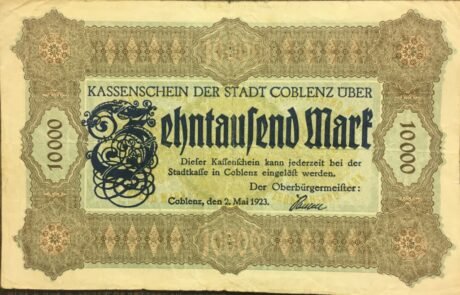 KASSENSCHEIN DER STADT COBLENZ ÜBER
Zehntausend Mark
Dieser Kassenschein kann jederzeit bei der
Stadtkasse in Coblenz eingelöst werden.
Der Oberbürgermeister:
Coblenz, den 2. Mai 1923.
10000
10000
10000